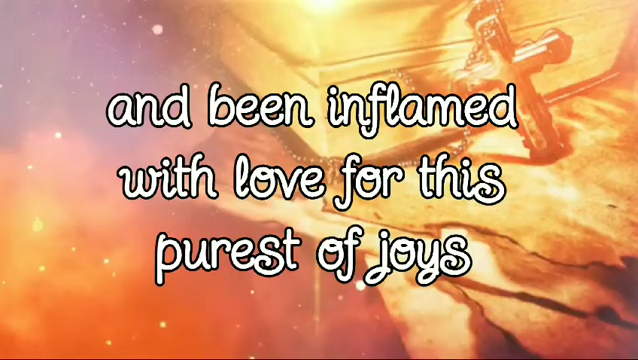 and been inflamed
with love for this
purest of joys